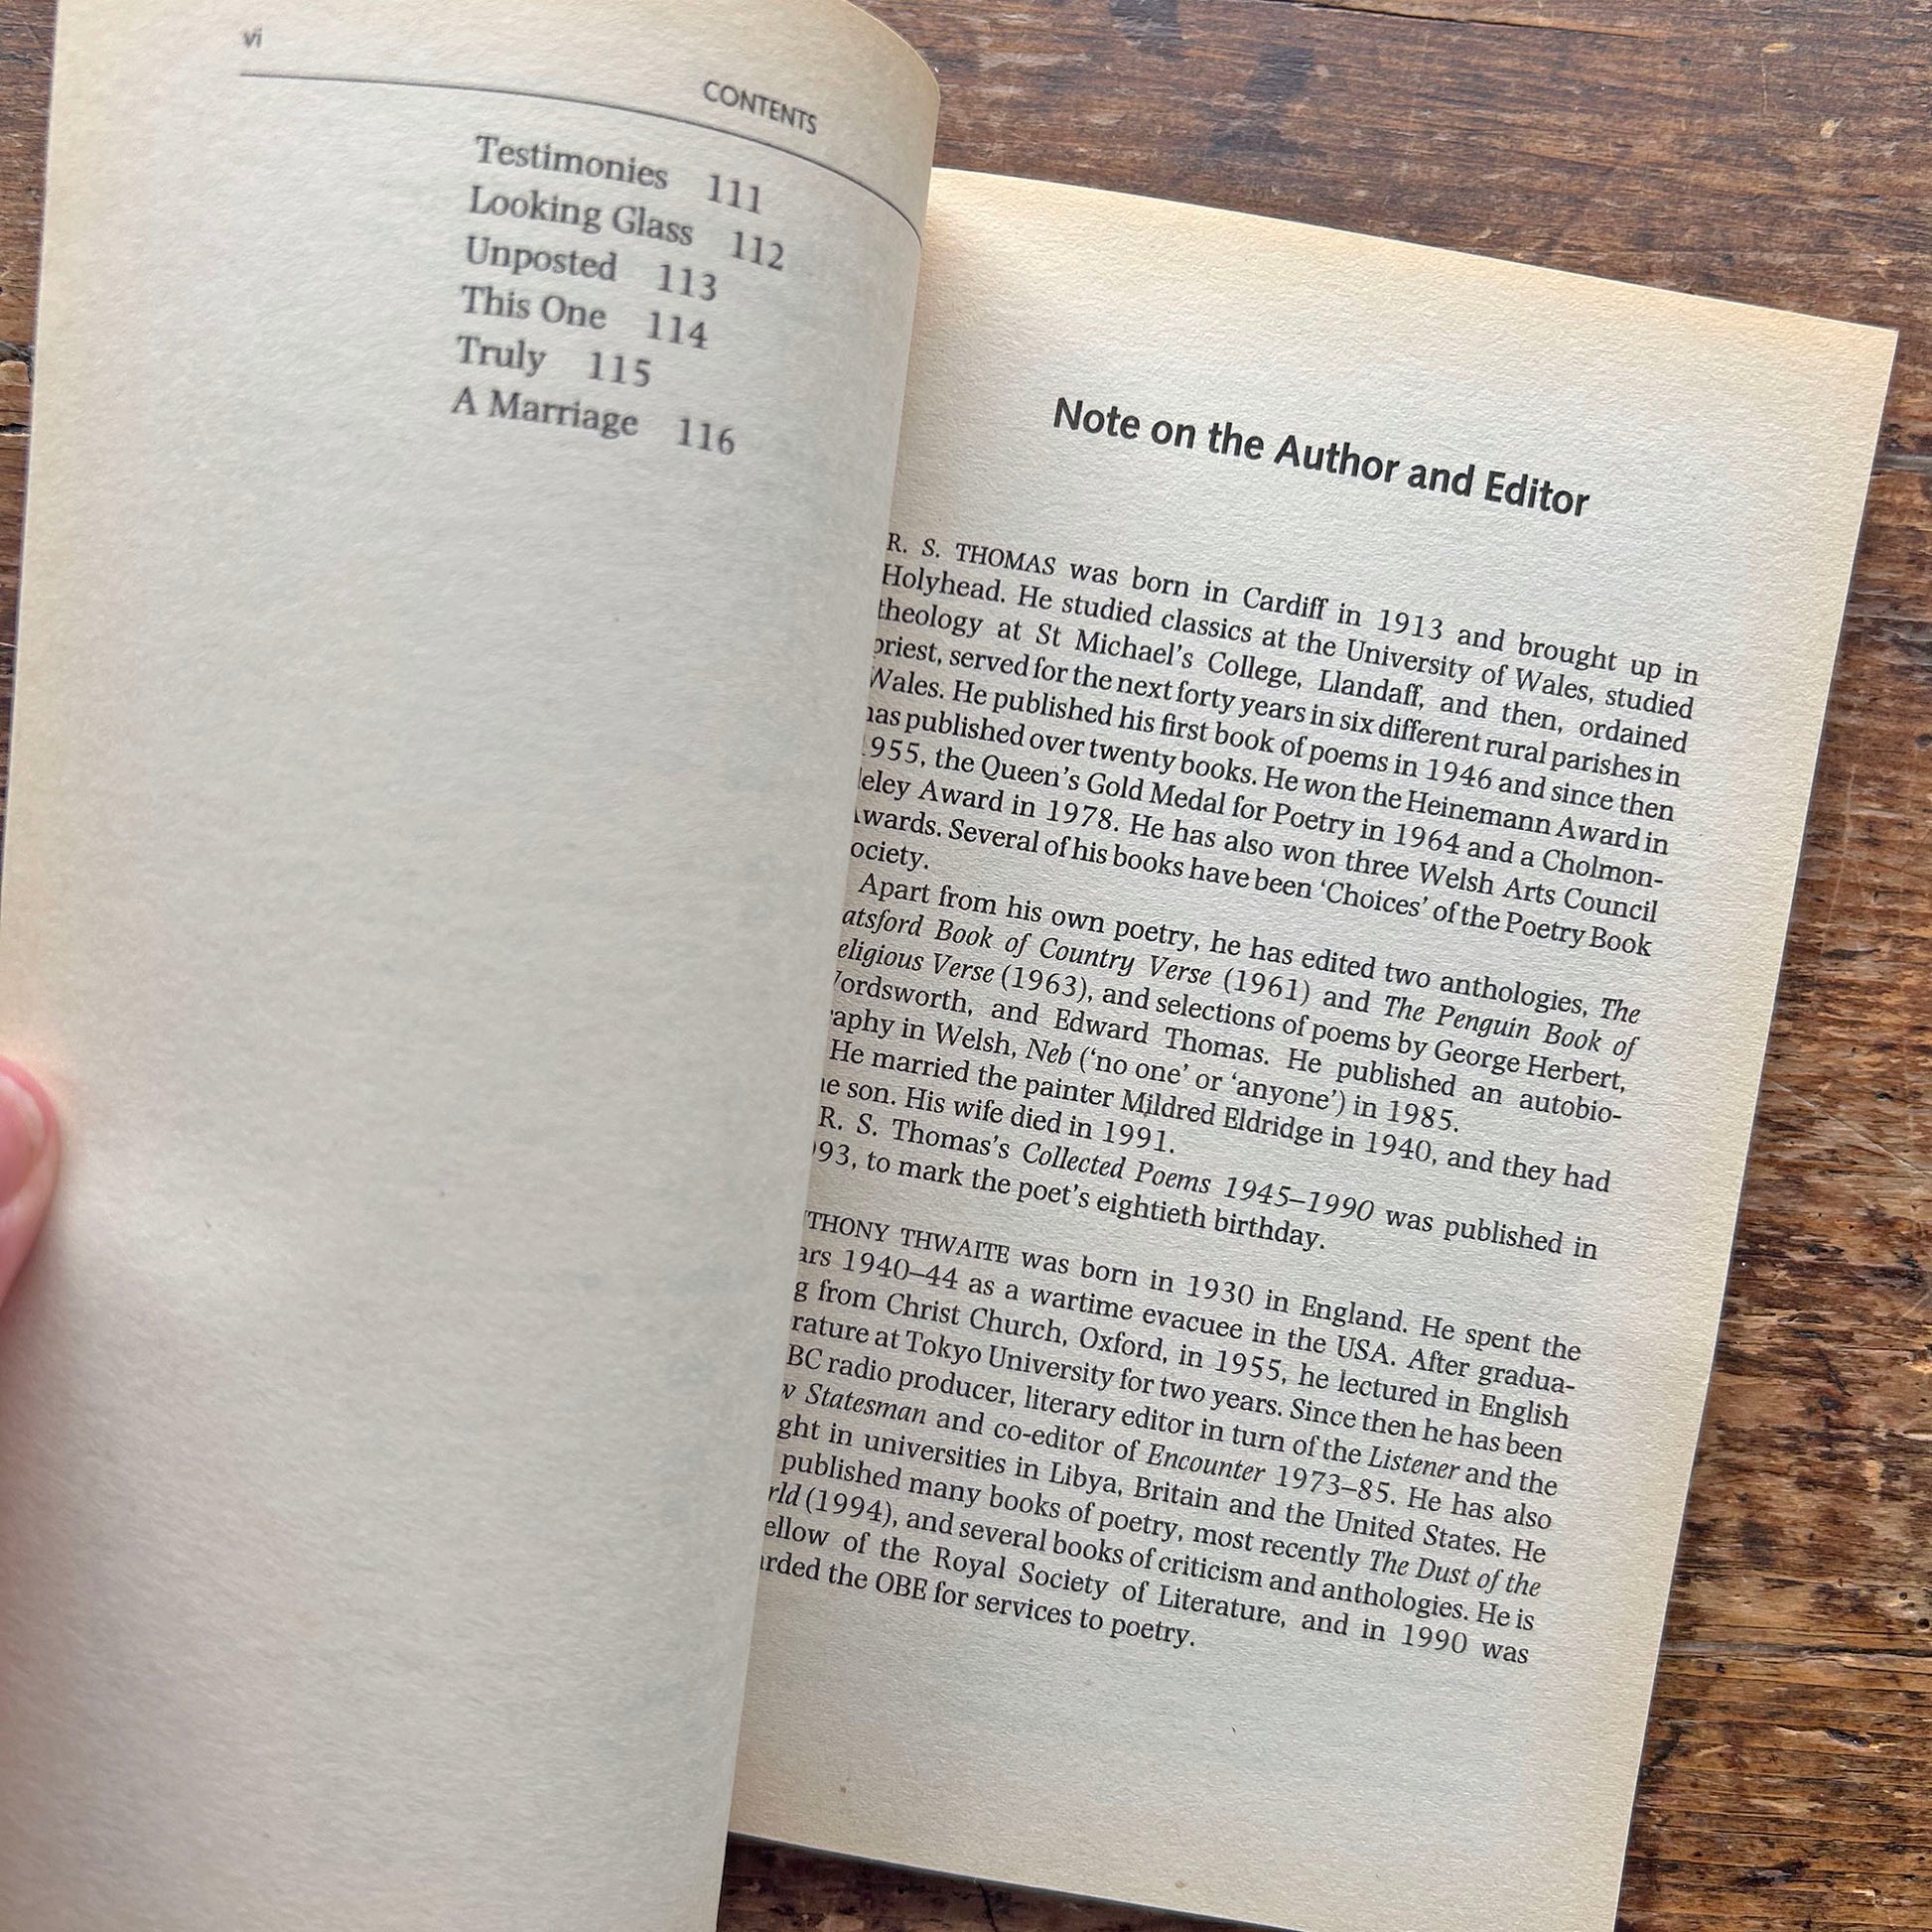 vi
CONTENTS
Testimonies 111
Looking Glass 112
Unposted 113
This One 114
Truly 115
A Marriage 116
Note on the Author and Editor
R. S. THOMAS was born in Cardiff in 1913 and brought up in
Holyhead. He studied classics at the University of Wales, studied
theology at St Michael's College, Llandaff, and then, ordained
priest, served for the next forty years in six different rural parishes in
Wales. He published his first book of poems in 1946 and since then
has published over twenty books. He won the Heinemann Award in
1955, the Queen's Gold Medal for Poetry in 1964 and a Cholmon-
eley Award in 1978. He has also won three Welsh Arts Council
Awards. Several of his books have been ‘Choices’ of the Poetry Book
ociety.
Apart from his own poetry, he has edited two anthologies, The
atsford Book of Country Verse (1961) and The Penguin Book of
eligious Verse (1963), and selections of poems by George Herbert,
ordsworth, and Edward Thomas. He published an autobio-
raphy in Welsh, Neb (‘no one’ or ‘anyone’) in 1985.
He married the painter Mildred Eldridge in 1940, and they had
ne son. His wife died in 1991.
R. S. Thomas's Collected Poems 1945–1990 was published in
93, to mark the poet's eightieth birthday.
THONY THWAITE was born in 1930 in England. He spent the
ars 1940–44 as a wartime evacuee in the USA. After gradua-
g from Christ Church, Oxford, in 1955, he lectured in English
rature at Tokyo University for two years. Since then he has been
BC radio producer, literary editor in turn of the Listener and the
w Statesman and co-editor of Encounter 1973–85. He has also
ght in universities in Libya, Britain and the United States. He
published many books of poetry, most recently The Dust of the
rld (1994), and several books of criticism and anthologies. He is
ellow of the Royal Society of Literature, and in 1990 was
arded the OBE for services to poetry.